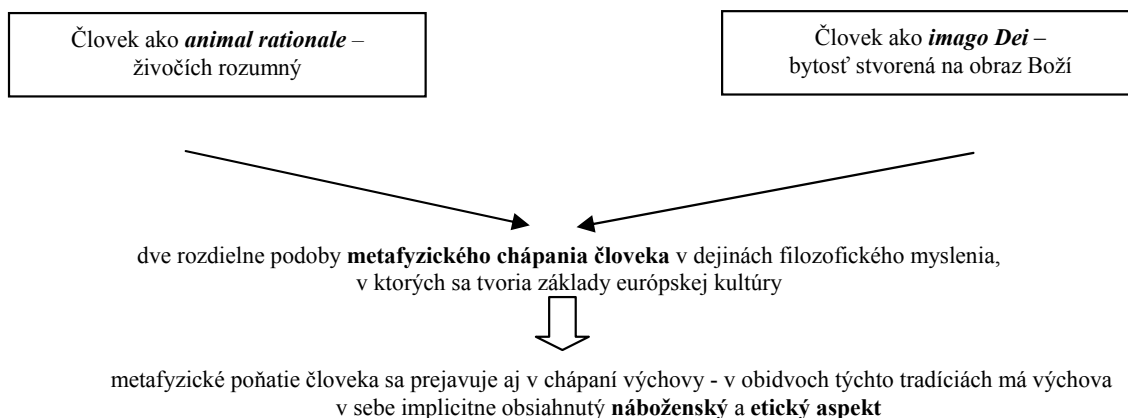 Človek ako animal rationale –
živočích rozumný
Človek ako imago Dei –
bytosť stvorená na obraz Boží
dve rozdielne podoby metafyzického chápania človeka v dejinách filozofického myslenia,
v ktorých sa tvoria základy európskej kultúry
metafyzické poňatie človeka sa prejavuje aj v chápaní výchovy - v obidvoch týchto tradíciách má výchova
v sebe implicitne obsiahnutý náboženský a etický aspekt